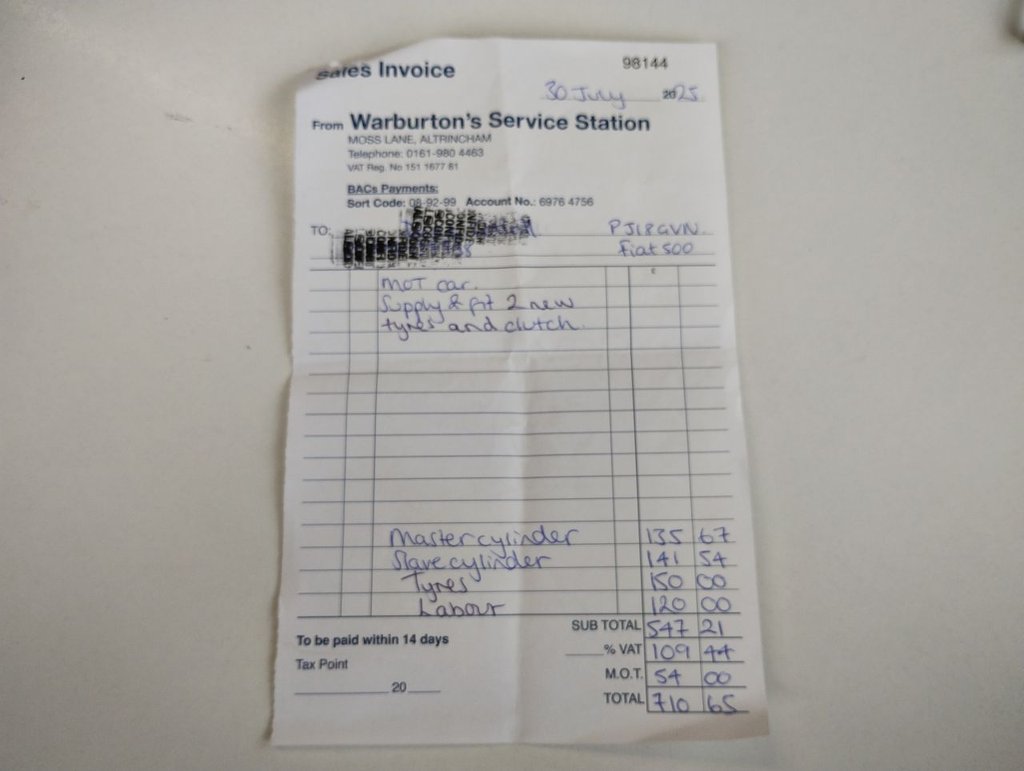 Sales Invoice
98144
30 July 2025
From Warburton's Service Station
MOSS LANE, ALTRINCHAM
Telephone: 0161-980 4463
VAT Reg. No 151 1677 61
BACs Payments:
Sort Code: 08-92-99 Account No.: 6976 4756
TO: PJ18GVN.
Fiat 500
£
MOT car.
Supply & fit 2 new
tyres and clutch.
Master cylinder 135 67
Slave cylinder 141 54
Tyres 150 00
Labour 120 00
SUB TOTAL 547 21
% VAT 109 44
M.O.T. 54 00
TOTAL 710 65
To be paid within 14 days
Tax Point
20